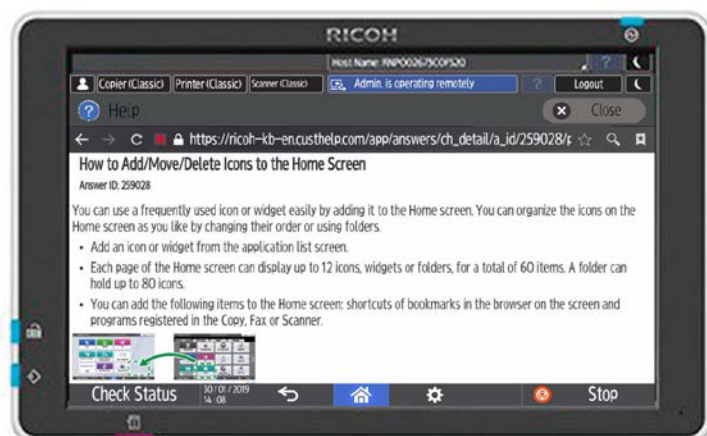 RICOH
Host Name: RNP002673C0F520
?
Copier (Classic) Printer (Classic) Scanner (Classic) Admin. is operating remotely ? Logout
? Help Close
https://ricoh-kb-en.custhelp.com/app/answers/ch_detail/a_id/259028/p
How to Add/Move/Delete Icons to the Home Screen
Answer ID: 259028
You can use a frequently used icon or widget easily by adding it to the Home screen. You can organize the icons on the
Home screen as you like by changing their order or using folders.
• Add an icon or widget from the application list screen.
• Each page of the Home screen can display up to 12 icons, widgets or folders, for a total of 60 items. A folder can
hold up to 80 icons.
• You can add the following items to the Home screen: shortcuts of bookmarks in the browser on the screen and
programs registered in the Copy, Fax or Scanner.
Check Status 30/01/2019 Stop
14:08